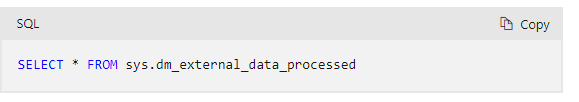 SQL
Copy
SELECT * FROM sys.dm_external_data_processed